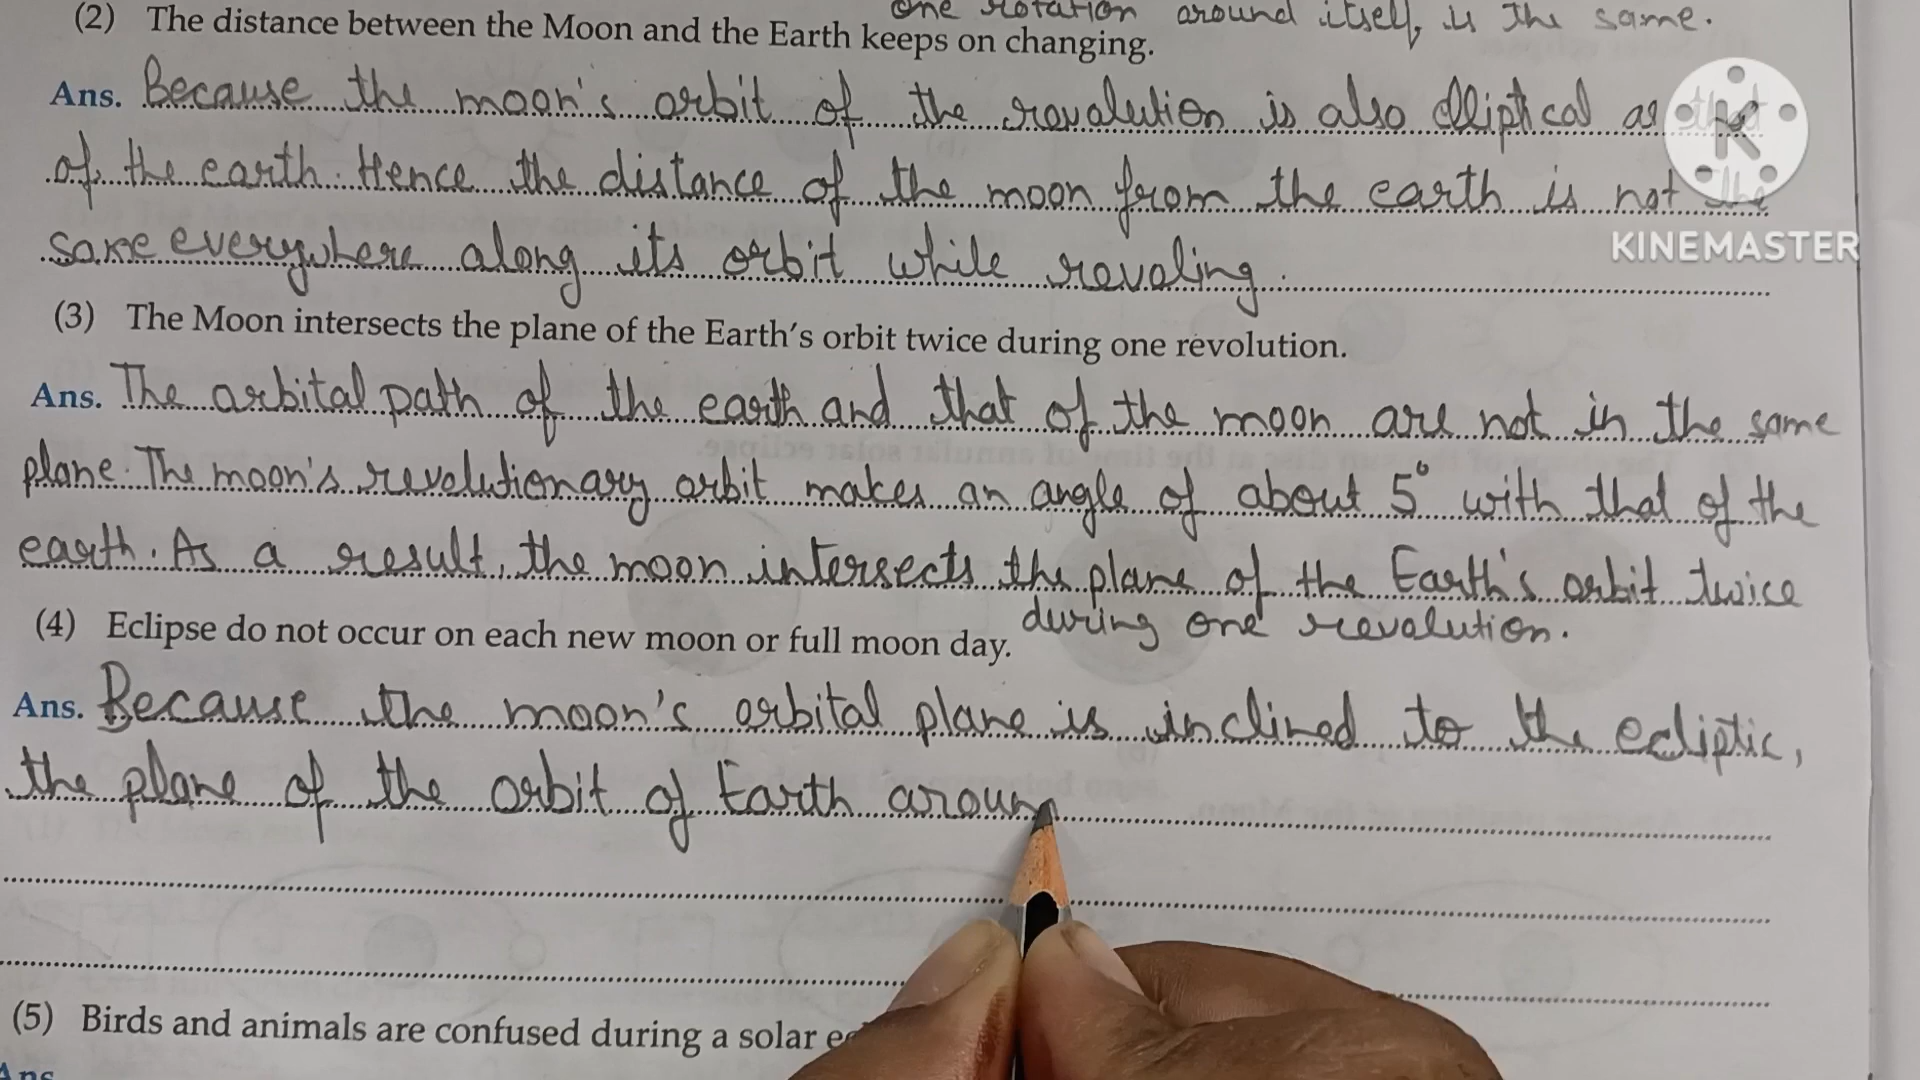 one rotation around itself, is the same.
(2) The distance between the Moon and the Earth keeps on changing.
Ans. Because the moon's orbit of the revolution is also elliptical as that
of the earth. Hence the distance of the moon from the earth is not the
same everywhere along its orbit while revoling.
KINEMASTER
(3) The Moon intersects the plane of the Earth's orbit twice during one revolution.
Ans. The orbital path of the earth and that of the moon are not in the same
plane. The moon's revolutionary orbit makes an angle of about 5° with that of the
earth. As a result, the moon intersects the plane of the Earth's orbit twice
during one revolution.
(4) Eclipse do not occur on each new moon or full moon day.
Ans. Because the moon's orbital plane is inclined to the ecliptic,
the plane of the orbit of Earth aroun
(5) Birds and animals are confused during a solar
Ans